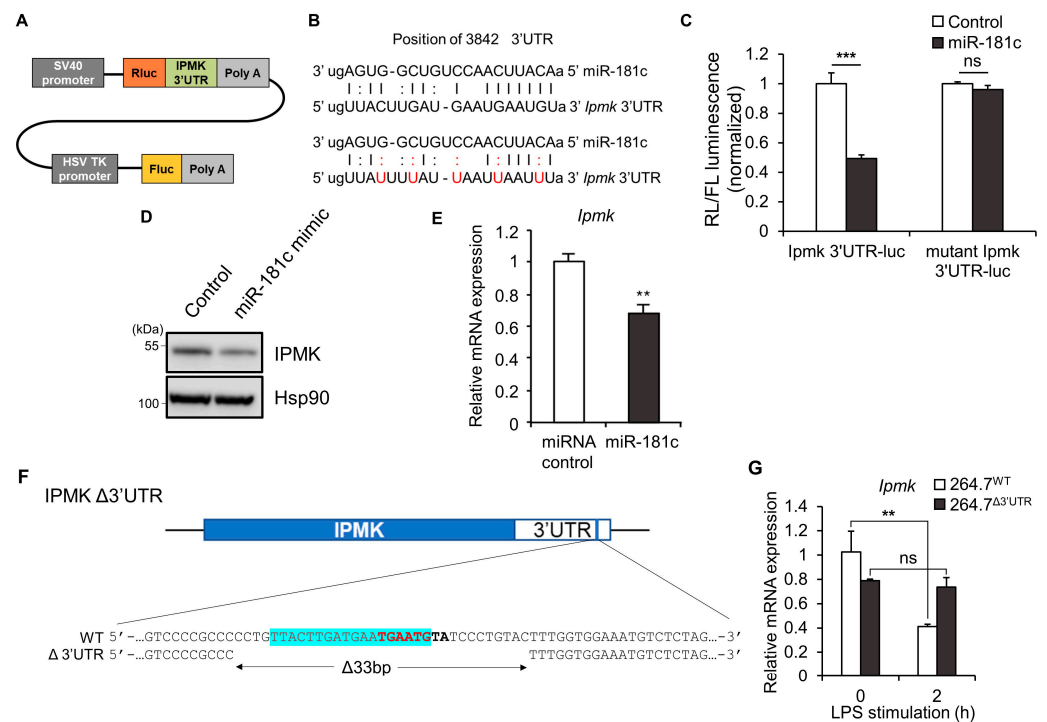 A
SV40
promoter
Rluc
IPMK
3'UTR
Poly A
HSV TK
promoter
Fluc
Poly A
B
Position of 3842 3'UTR
3' ugAGUG-GCUGUCCAACUUACAa 5' miR-181c
5' ugUUACUUGAU-GAAUGAAUGUa 3' Ipmk 3'UTR
3' ugAGUG-GCUGUCCAACUUACAa 5' miR-181c
5' ugUUAUUUUAU-UAAUUAAUUUa 3' Ipmk 3'UTR
C
Control
miR-181c
RL/FL luminescence
(normalized)
1.2
1
0.8
0.6
0.4
0.2
0
***
ns
Ipmk 3'UTR-luc
mutant Ipmk
3'UTR-luc
D
Control
miR-181c mimic
(kDa)
55
IPMK
100
Hsp90
E
Ipmk
Relative mRNA expression
1.4
1.2
1
0.8
0.6
0.4
0.2
0
**
miRNA
control
miR-181c
F
IPMK Δ3'UTR
IPMK
3'UTR
WT 5'-…GTCCCCGCCCCCTGTTACTTGATGAATGAATGTATCCCTGTACTTTGGTGGAAATGTCTCTAG…-3'
Δ 3'UTR 5'-…GTCCCCGCCC TTTGGTGGAAATGTCTCTAG…-3'
Δ33bp
G
Ipmk
264.7WT
264.7Δ3'UTR
Relative mRNA expression
1.4
1.2
1
0.8
0.6
0.4
0.2
0
**
ns
0
2
LPS stimulation (h)